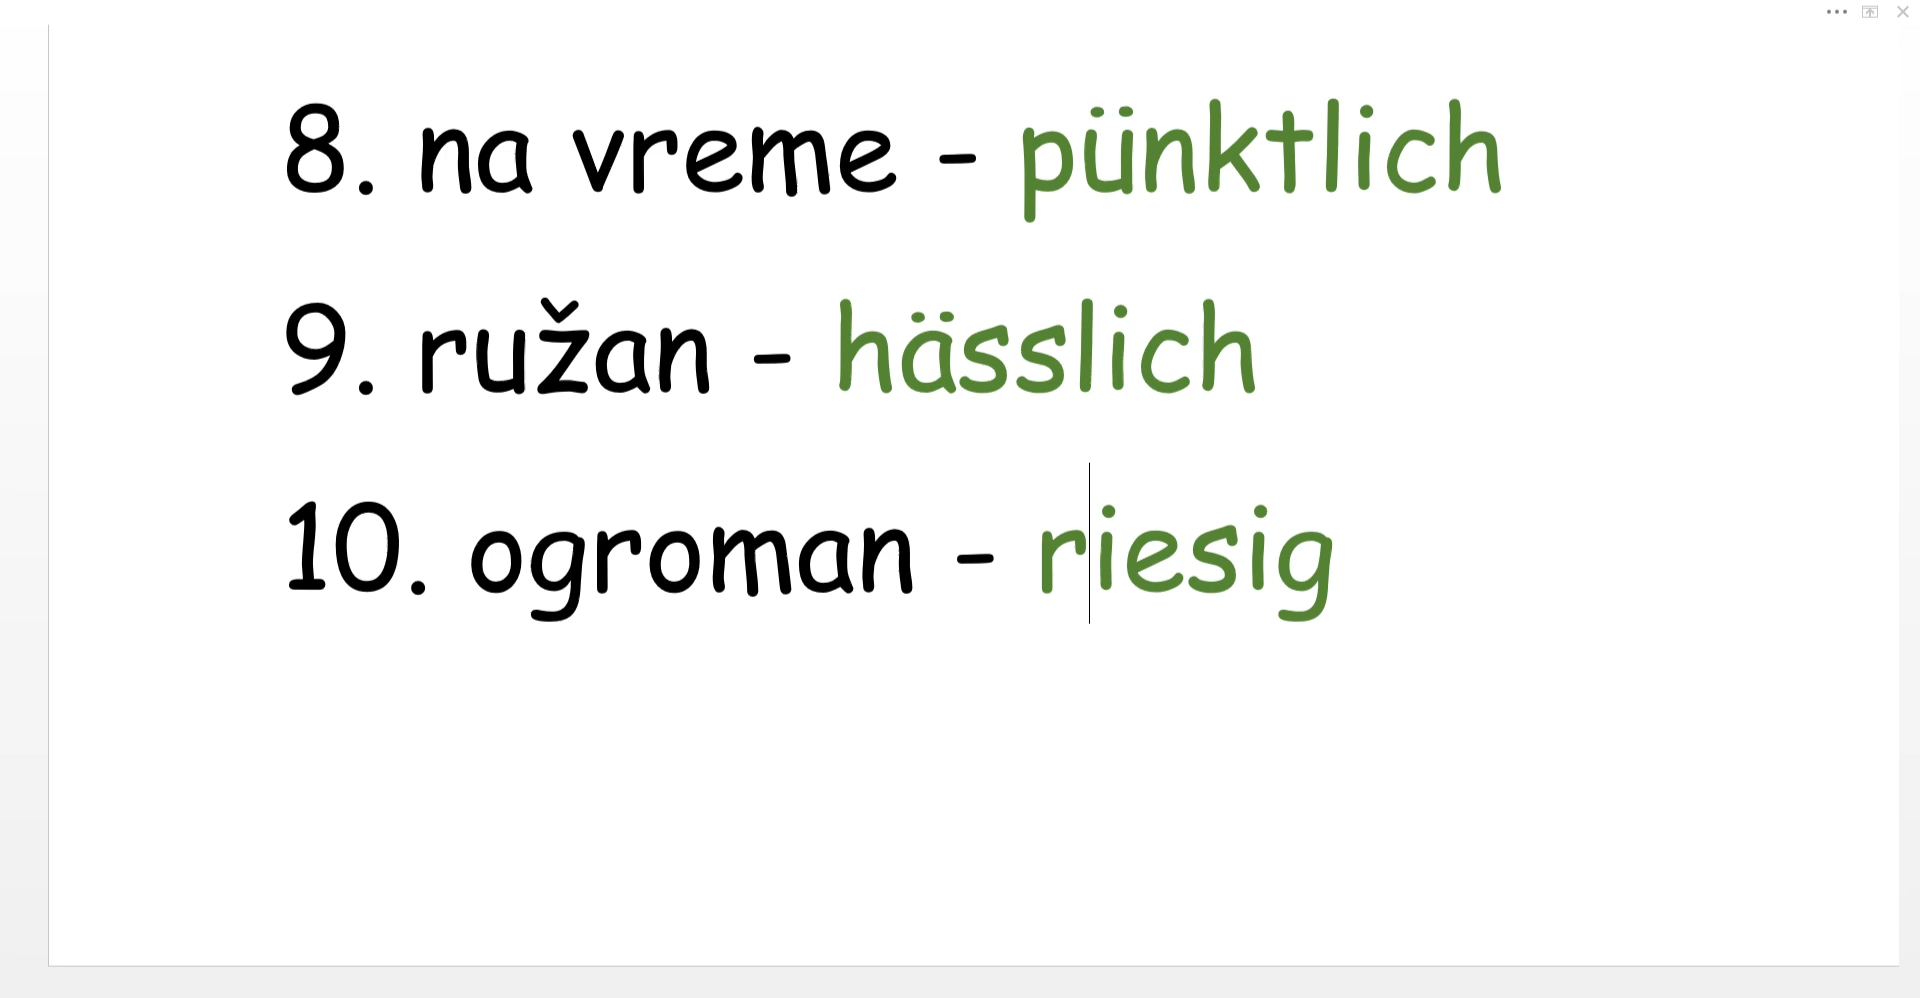 8. na vreme - pünktlich
9. ružan - hässlich
10. ogroman - riesig